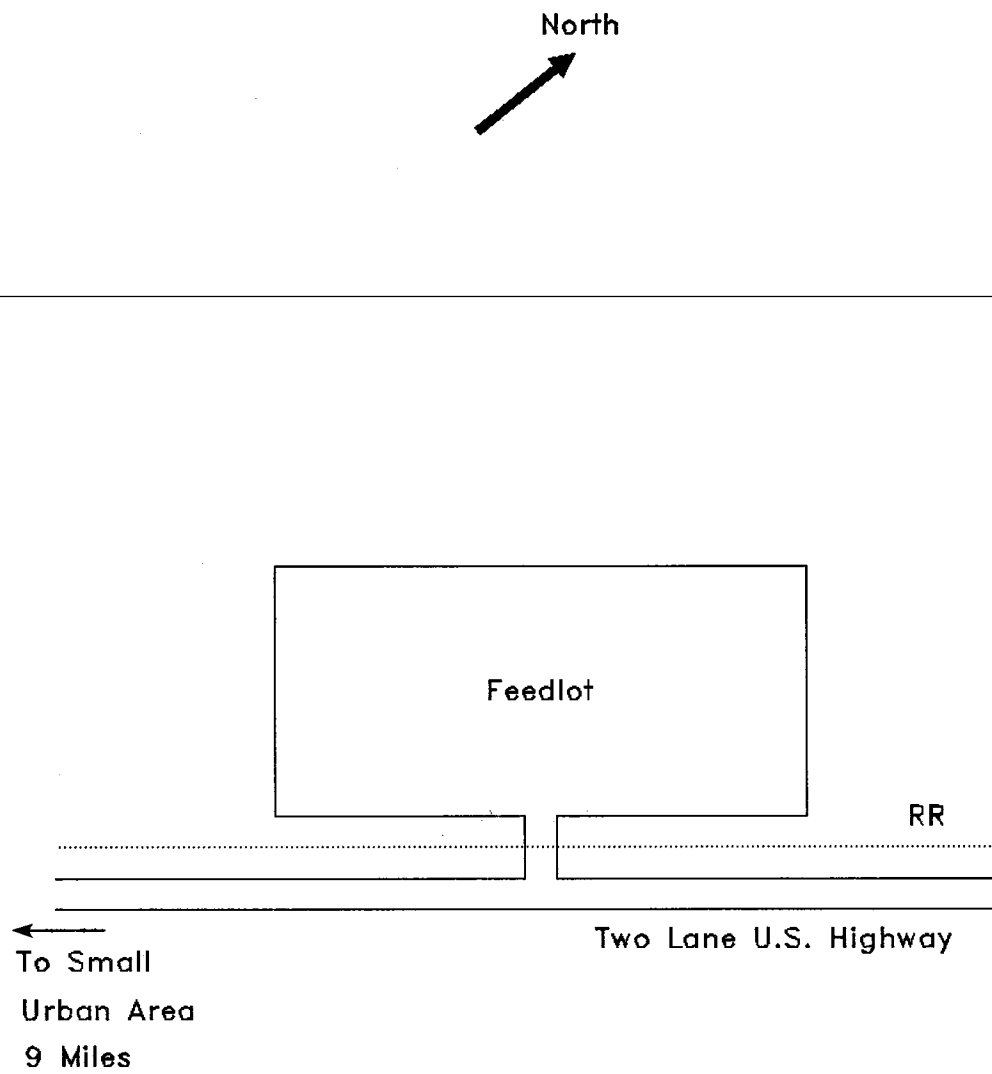 North
Feedlot
RR
Two Lane U.S. Highway
To Small
Urban Area
9 Miles